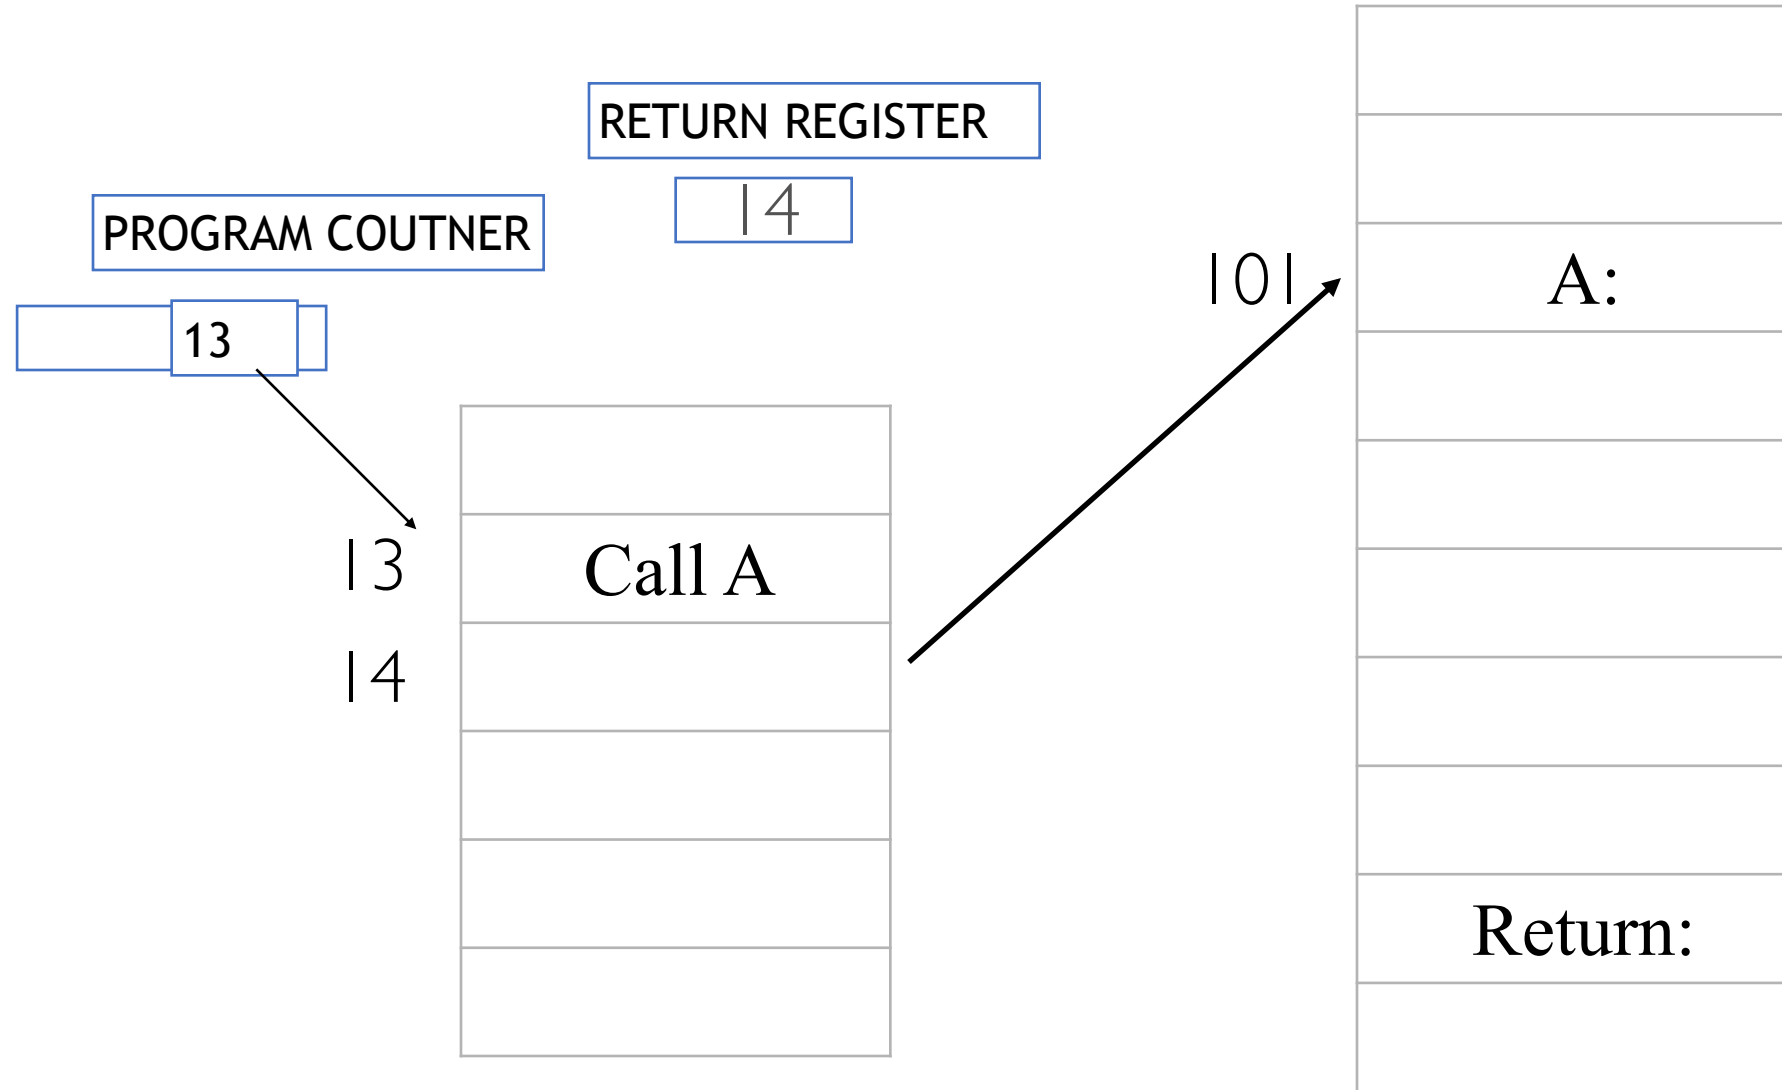 RETURN REGISTER
14
PROGRAM COUTNER
13
101
A:
13
Call A
14
Return: